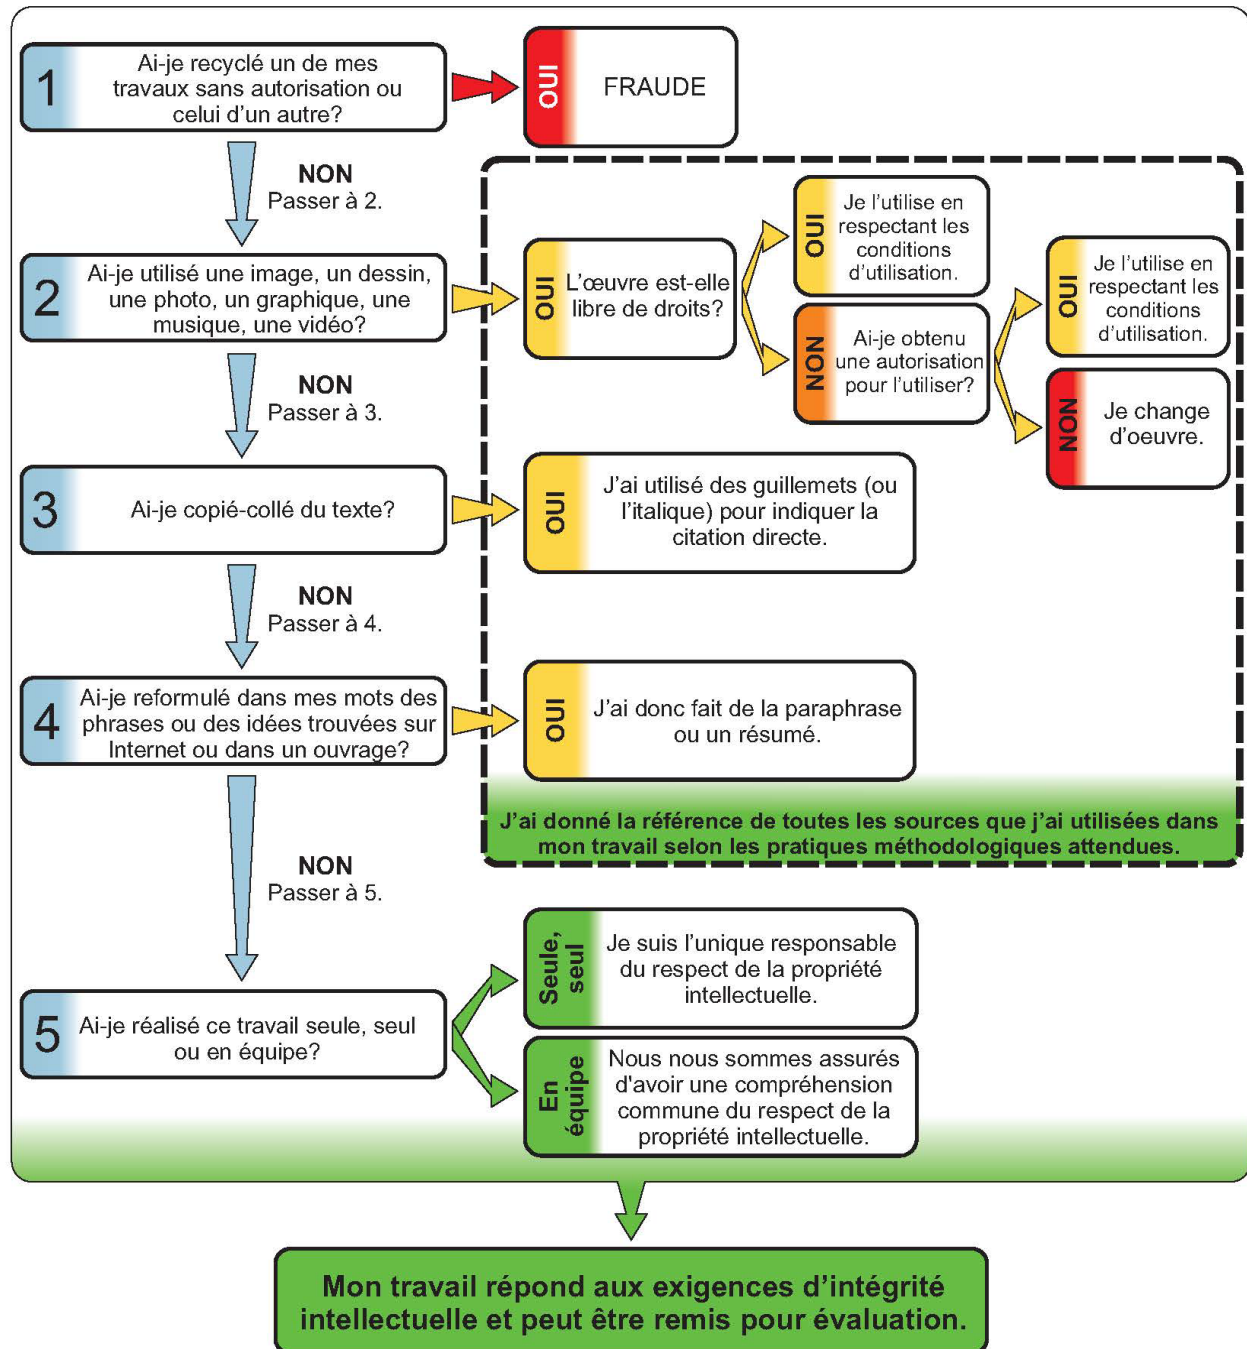 1
Ai-je recyclé un de mes
travaux sans autorisation ou
celui d'un autre?
OUI
FRAUDE
NON
Passer à 2.
2
Ai-je utilisé une image, un dessin,
une photo, un graphique, une
musique, une vidéo?
OUI
L'œuvre est-elle
libre de droits?
OUI
Je l'utilise en
respectant les
conditions
d'utilisation.
NON
Ai-je obtenu
une autorisation
pour l'utiliser?
OUI
Je l'utilise en
respectant les
conditions
d'utilisation.
NON
Je change
d'oeuvre.
NON
Passer à 3.
3
Ai-je copié-collé du texte?
OUI
J'ai utilisé des guillemets (ou
l'italique) pour indiquer la
citation directe.
NON
Passer à 4.
4
Ai-je reformulé dans mes mots des
phrases ou des idées trouvées sur
Internet ou dans un ouvrage?
OUI
J'ai donc fait de la paraphrase
ou un résumé.
J'ai donné la référence de toutes les sources que j'ai utilisées dans
mon travail selon les pratiques méthodologiques attendues.
NON
Passer à 5.
5
Ai-je réalisé ce travail seule, seul
ou en équipe?
Seule,
seul
Je suis l'unique responsable
du respect de la propriété
intellectuelle.
En
équipe
Nous nous sommes assurés
d'avoir une compréhension
commune du respect de la
propriété intellectuelle.
Mon travail répond aux exigences d'intégrité
intellectuelle et peut être remis pour évaluation.